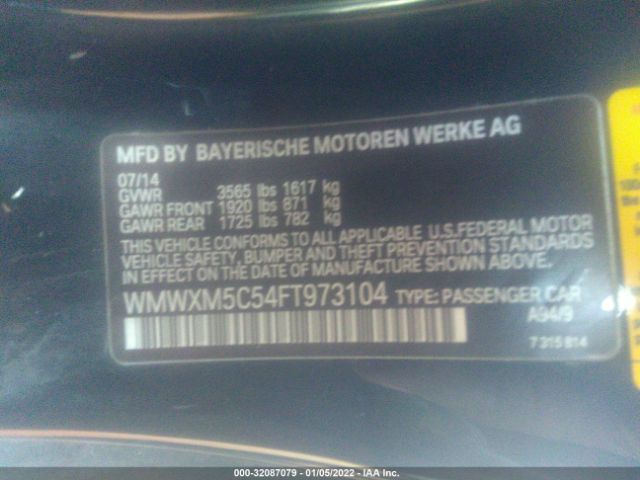 MFD BY BAYERISCHE MOTOREN WERKE AG
07/14
GVWR 3565 lbs 1617 kg
GAWR FRONT 1920 lbs 871 kg
GAWR REAR 1725 lbs 782 kg
THIS VEHICLE CONFORMS TO ALL APPLICABLE U.S.FEDERAL MOTOR
VEHICLE SAFETY, BUMPER AND THEFT PREVENTION STANDARDS
IN EFFECT ON THE DATE OF MANUFACTURE SHOWN ABOVE.
WMWXM5C54FT973104 TYPE: PASSENGER CAR
A94/9
7 315 814
000-32087079 - 01/05/2022 - IAA Inc.